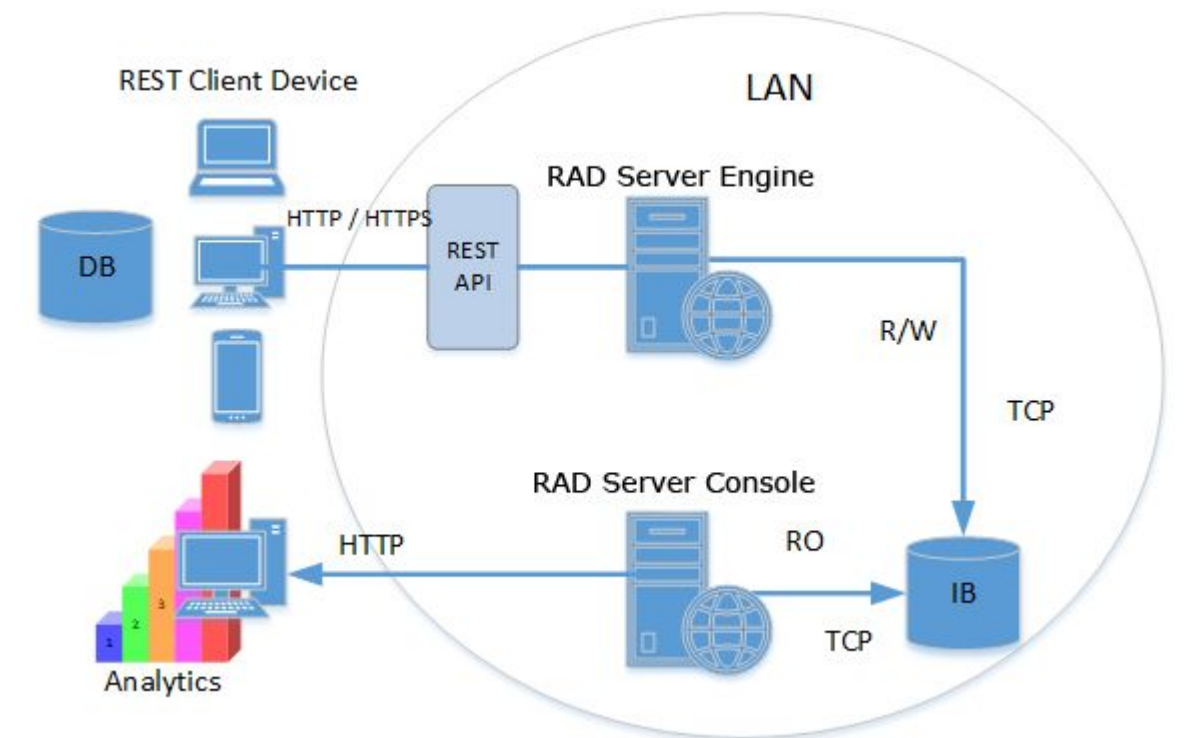 LAN
REST Client Device
RAD Server Engine
HTTP / HTTPS
DB
REST
API
R/W
TCP
RAD Server Console
HTTP
RO
IB
TCP
3
2
1
Analytics